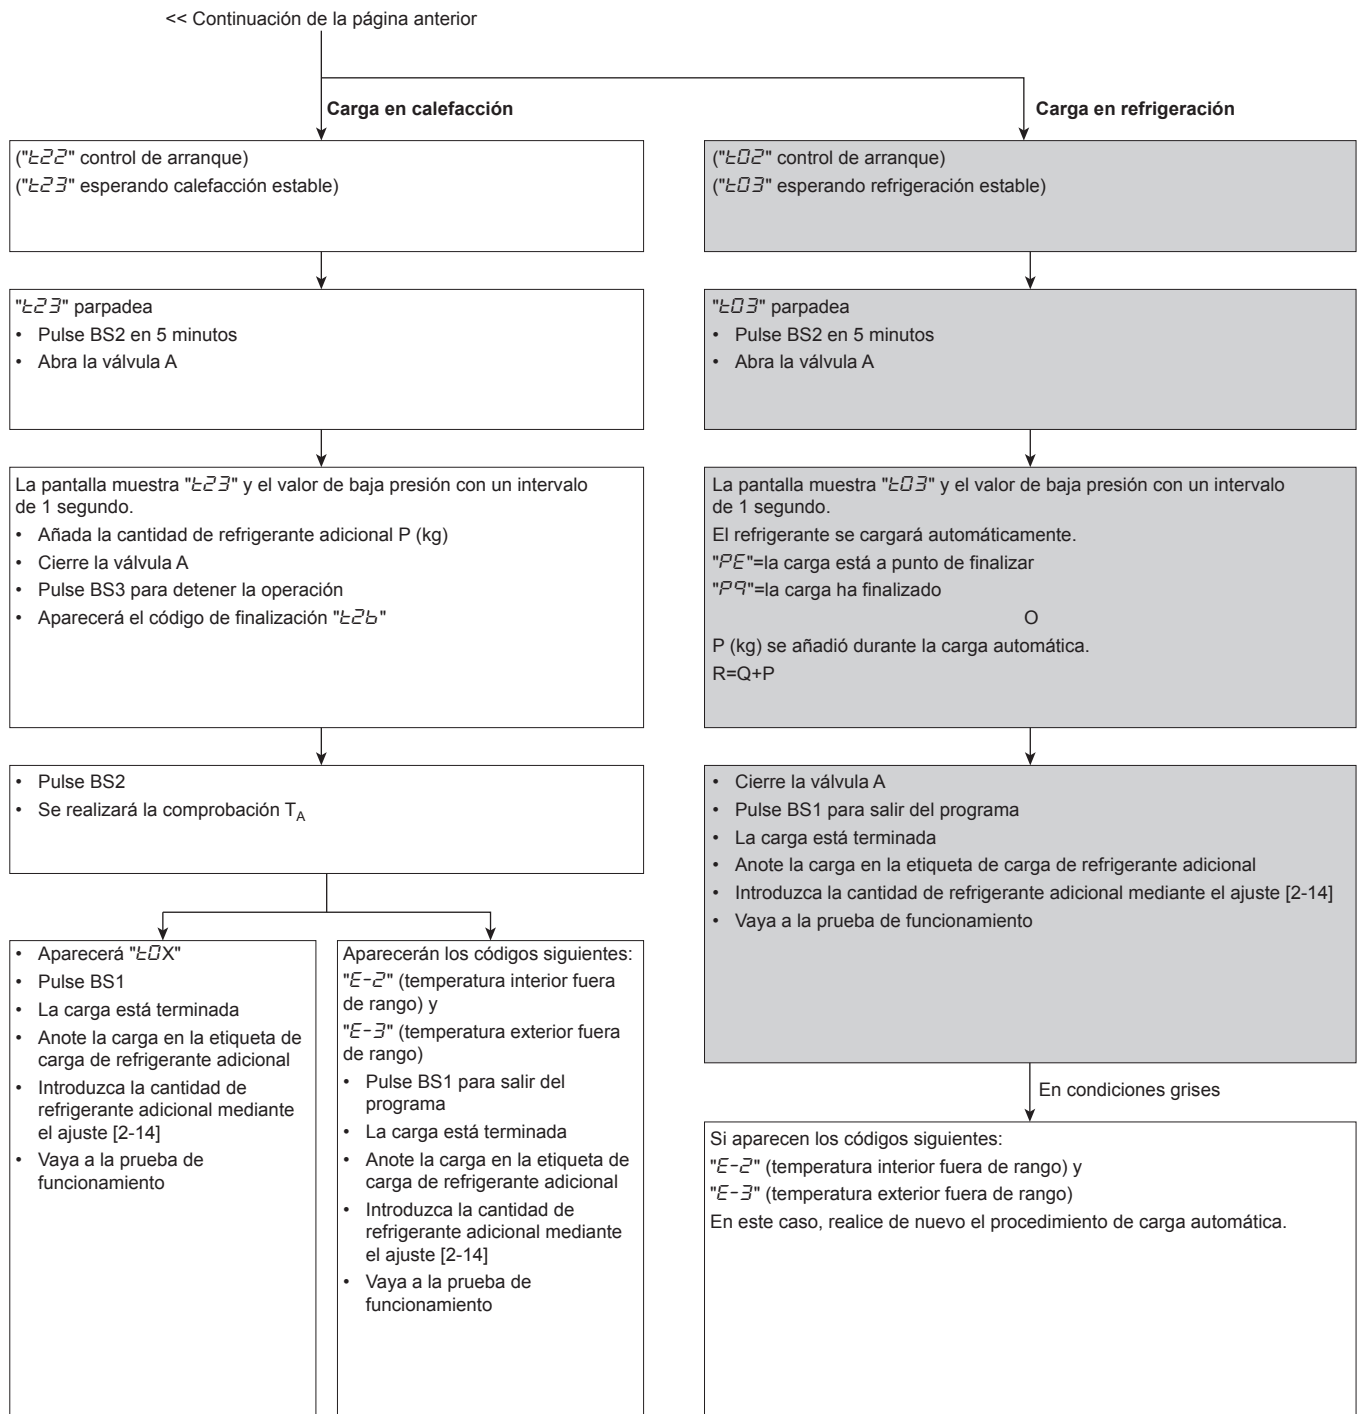 << Continuación de la página anterior
Carga en calefacción
("t22" control de arranque)
("t23" esperando calefacción estable)
"t23" parpadea
• Pulse BS2 en 5 minutos
• Abra la válvula A
La pantalla muestra "t23" y el valor de baja presión con un intervalo
de 1 segundo.
• Añada la cantidad de refrigerante adicional P (kg)
• Cierre la válvula A
• Pulse BS3 para detener la operación
• Aparecerá el código de finalización "t26"
• Pulse BS2
• Se realizará la comprobación TA
• Aparecerá "t0X"
• Pulse BS1
• La carga está terminada
• Anote la carga en la etiqueta de
carga de refrigerante adicional
• Introduzca la cantidad de
refrigerante adicional mediante
el ajuste [2-14]
• Vaya a la prueba de
funcionamiento
Aparecerán los códigos siguientes:
"E-2" (temperatura interior fuera
de rango) y
"E-3" (temperatura exterior fuera
de rango)
• Pulse BS1 para salir del
programa
• La carga está terminada
• Anote la carga en la etiqueta de
carga de refrigerante adicional
• Introduzca la cantidad de
refrigerante adicional mediante
el ajuste [2-14]
• Vaya a la prueba de
funcionamiento
Carga en refrigeración
("t02" control de arranque)
("t03" esperando refrigeración estable)
"t03" parpadea
• Pulse BS2 en 5 minutos
• Abra la válvula A
La pantalla muestra "t03" y el valor de baja presión con un intervalo
de 1 segundo.
El refrigerante se cargará automáticamente.
"PE"=la carga está a punto de finalizar
"P9"=la carga ha finalizado
O
P (kg) se añadió durante la carga automática.
R=Q+P
• Cierre la válvula A
• Pulse BS1 para salir del programa
• La carga está terminada
• Anote la carga en la etiqueta de carga de refrigerante adicional
• Introduzca la cantidad de refrigerante adicional mediante el ajuste [2-14]
• Vaya a la prueba de funcionamiento
En condiciones grises
Si aparecen los códigos siguientes:
"E-2" (temperatura interior fuera de rango) y
"E-3" (temperatura exterior fuera de rango)
En este caso, realice de nuevo el procedimiento de carga automática.